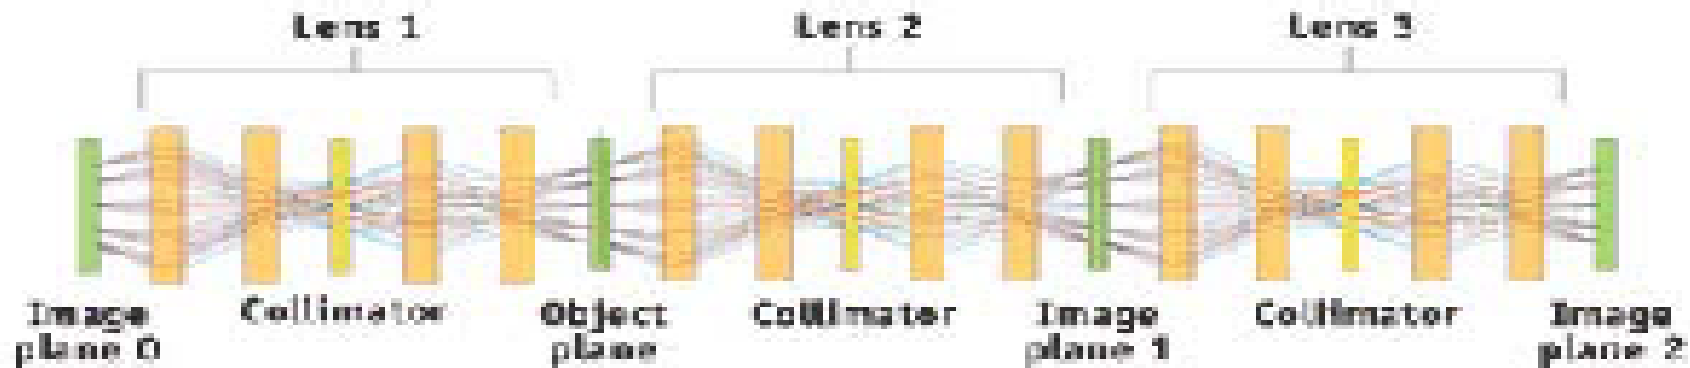 Lens 1
Lens 2
Lens 3
Image plane 0
Collimator
Object plane
Collimator
Image plane 1
Collimator
Image plane 2